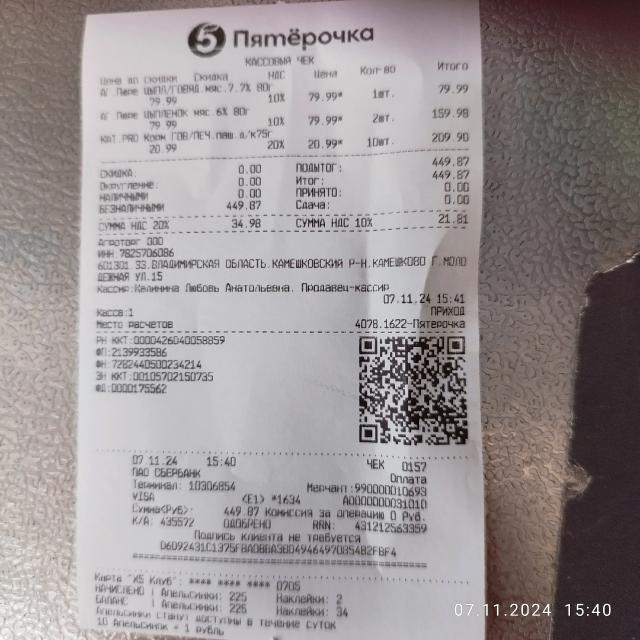 5 Пятёрочка
КАССОВЫЙ ЧЕК
Цена до скидки Скидка НДС Цена Кол-во Итого
АГ.Пюре ЦЫПЛ/ГОВЯД.мяс.7.7% 80г
79.99 10% 79.99* 1шт. 79.99
АГ.Пюре ЦЫПЛЕНОК мяс.6% 80г
79.99 10% 79.99* 2шт. 159.98
КАТ.PRO Корм ГОВ/ПЕЧ.паш.д/к75г
20.99 20% 20.99* 10шт. 209.90
СКИДКА: 0.00 ПОДЫТОГ: 449.87
Округление: 0.00 Итог: 449.87
НАЛИЧНЫМИ 0.00 ПРИНЯТО: 0.00
БЕЗНАЛИЧНЫМИ 449.87 Сдача: 0.00
СУММА НДС 20% 34.98 СУММА НДС 10% 21.81
Агроторг ООО
ИНН 7825706086
601301.33.ВЛАДИМИРСКАЯ ОБЛАСТЬ.КАМЕШКОВСКИЙ Р-Н.КАМЕШКОВО Г.МОЛО
ДЕЖНАЯ УЛ.15
Кассир:Калинина Любовь Анатольевна. Продавец-кассир
07.11.24 15:41
Касса:1 ПРИХОД
Место расчетов 4078.1622-Пятерочка
РН ККТ:0000426040058859
ФП:2139933586
ФН:7282440500234214
ЗН ККТ:00105702150735
ФД:0000175562
07.11.24 15:40 ЧЕК 0157
ПАО СБЕРБАНК Оплата
Терминал: 10306854 Мерчант:990000010693
VISA (E1) *1634 A0000000031010
Сумма(Руб): 449.87 Комиссия за операцию 0 Руб.
К/А: 435572 ОДОБРЕНО RRN: 431212563359
Подпись клиента не требуется
Карта "X5 Клуб": **** **** **** 0705
НАЧИСЛЕНО | Апельсинки: 225 Наклейки: 2
БАЛАНС | Апельсинки: 225 Наклейки: 34
Апельсинки станут доступны в течение суток
10 Апельсинок = 1 рубль
07.11.2024 15:40